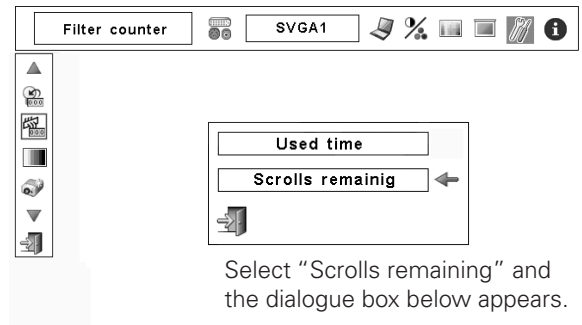 Filter counter
SVGA1
Used time
Scrolls remainig
Select “Scrolls remaining” and
the dialogue box below appears.